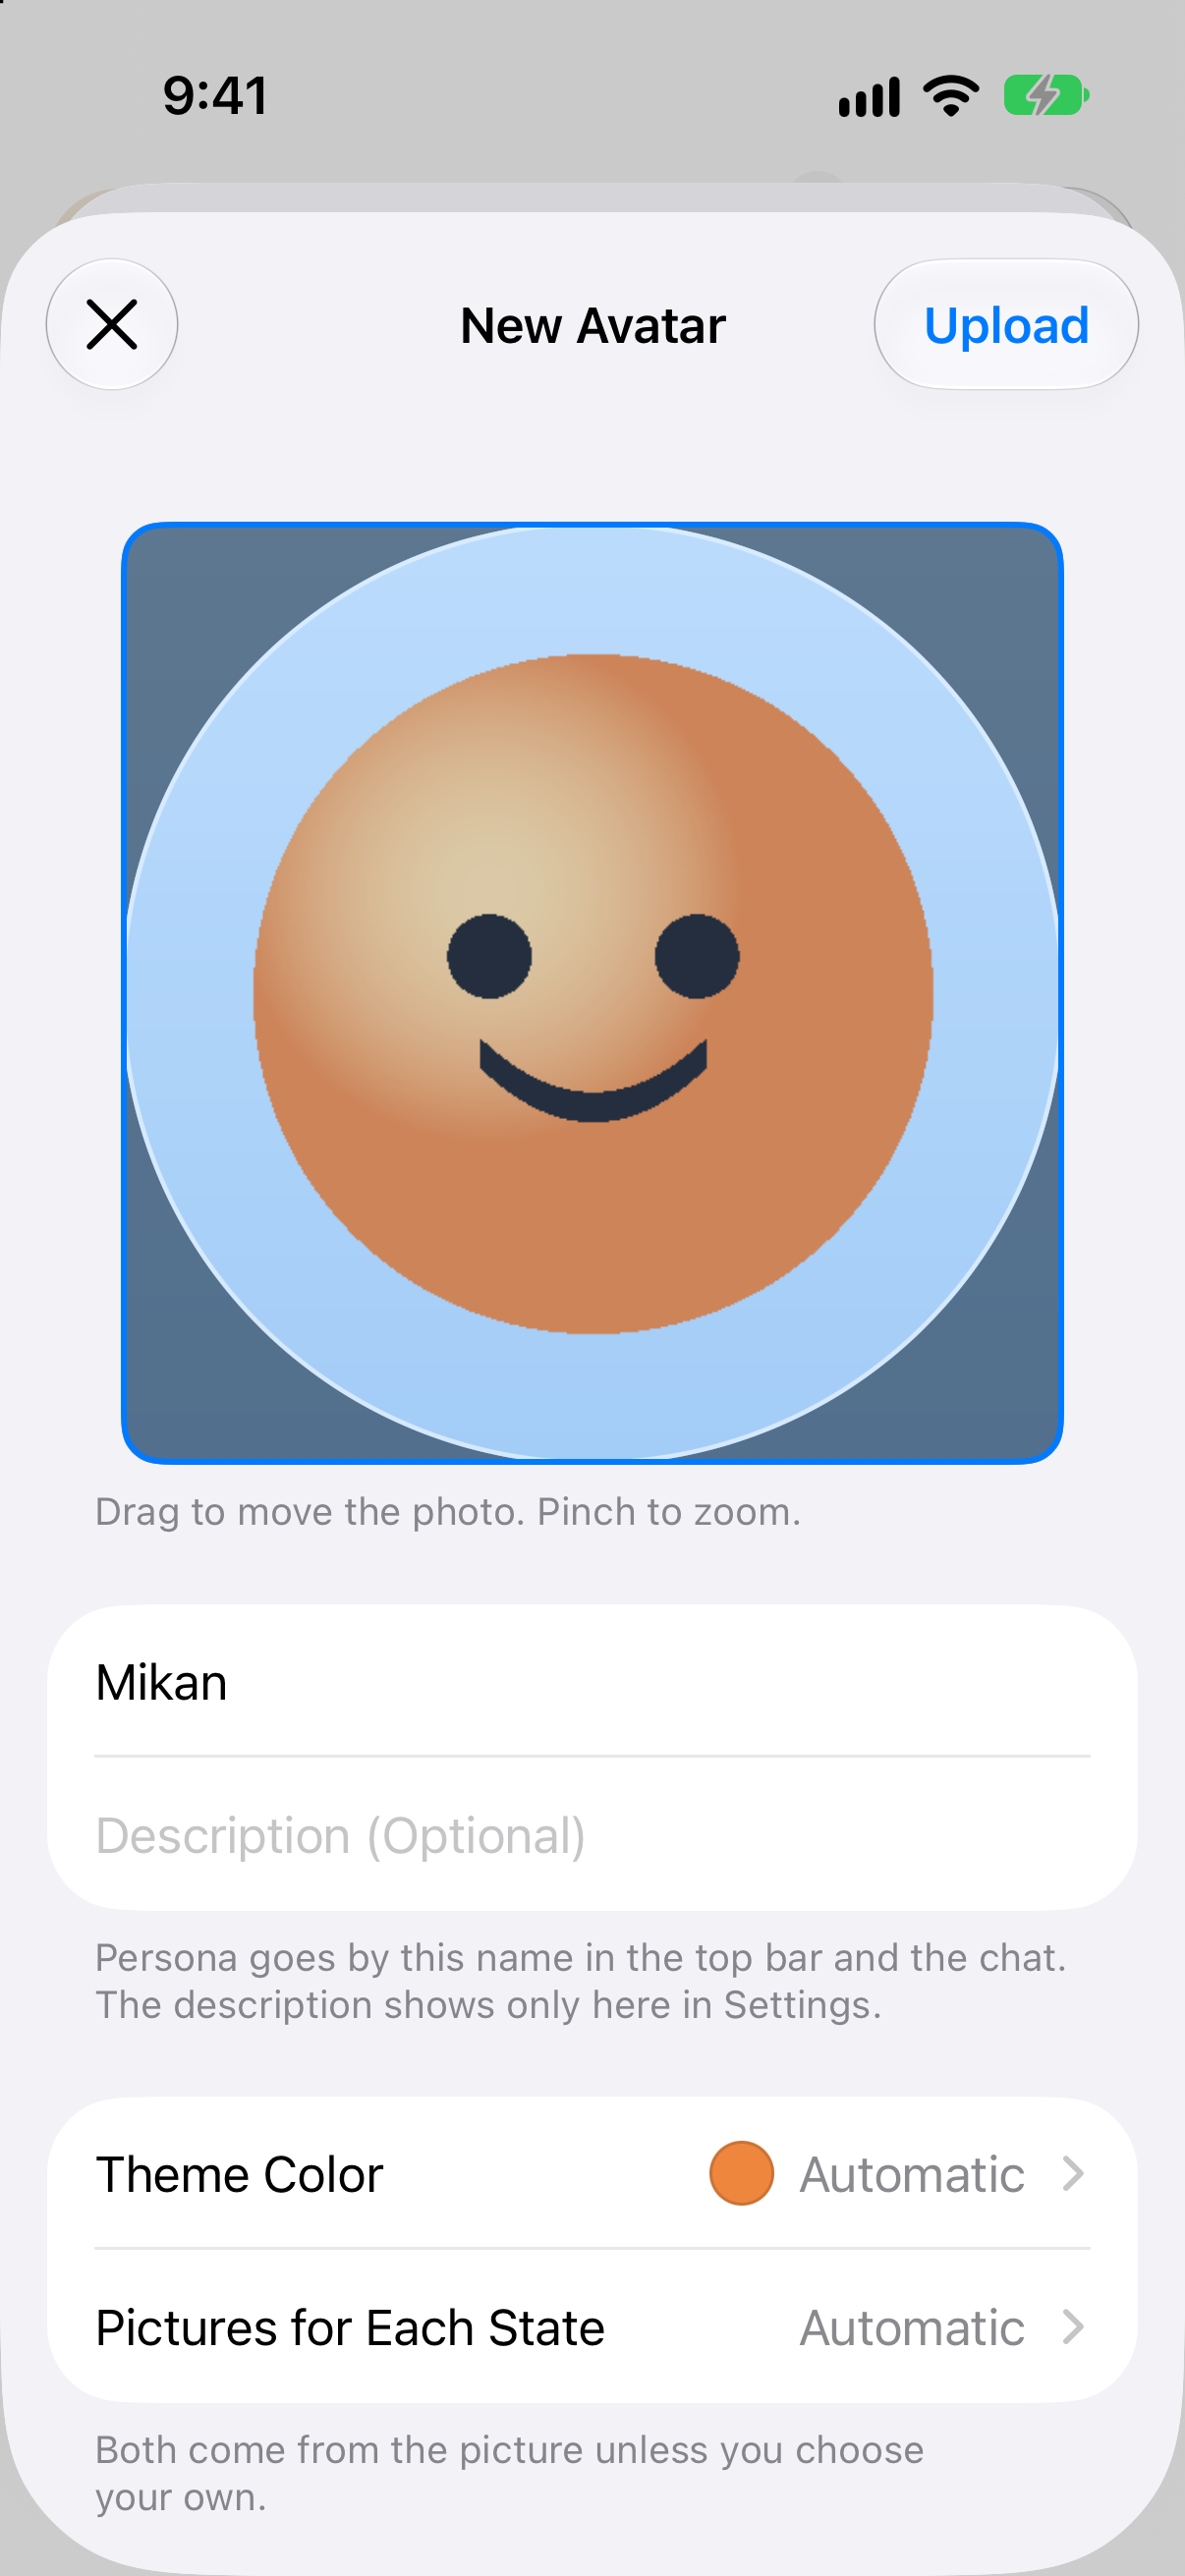 9:41
New Avatar
Upload
Drag to move the photo. Pinch to zoom.
Mikan
Description (Optional)
Persona goes by this name in the top bar and the chat.
The description shows only here in Settings.
Theme Color
Automatic
Pictures for Each State
Automatic
Both come from the picture unless you choose
your own.